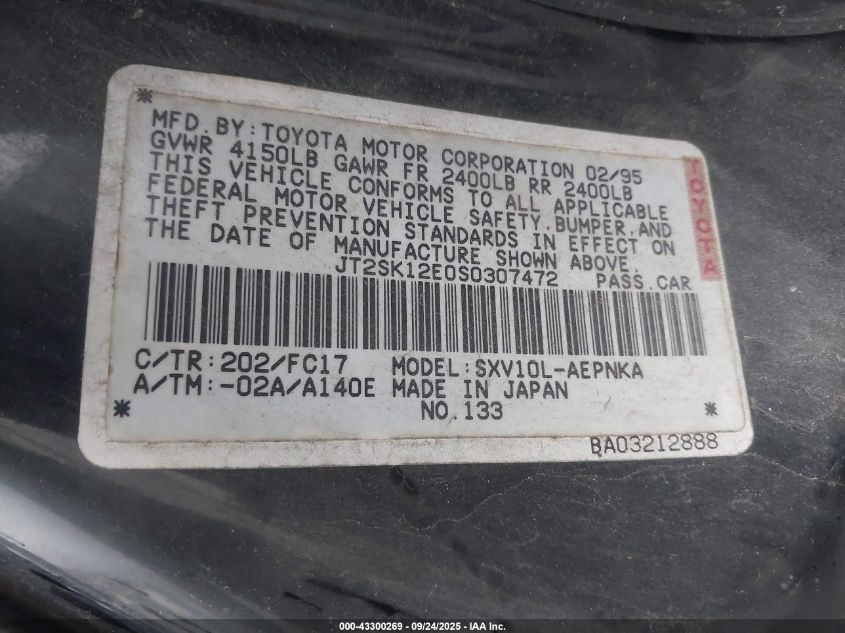 *
MFD.BY:TOYOTA MOTOR CORPORATION 02/95
GVWR 4150LB GAWR FR 2400LB RR 2400LB
THIS VEHICLE CONFORMS TO ALL APPLICABLE
FEDERAL MOTOR VEHICLE SAFETY,BUMPER,AND
THEFT PREVENTION STANDARDS IN EFFECT ON
THE DATE OF MANUFACTURE SHOWN ABOVE.
TOYOTA
JT2SK12E0S0307472 PASS.CAR
C/TR:202/FC17 MODEL:SXV10L-AEPNKA
A/TM:-02A/A140E MADE IN JAPAN
* NO.133 *
BA03212888
000-43300269 - 09/24/2025 - IAA Inc.